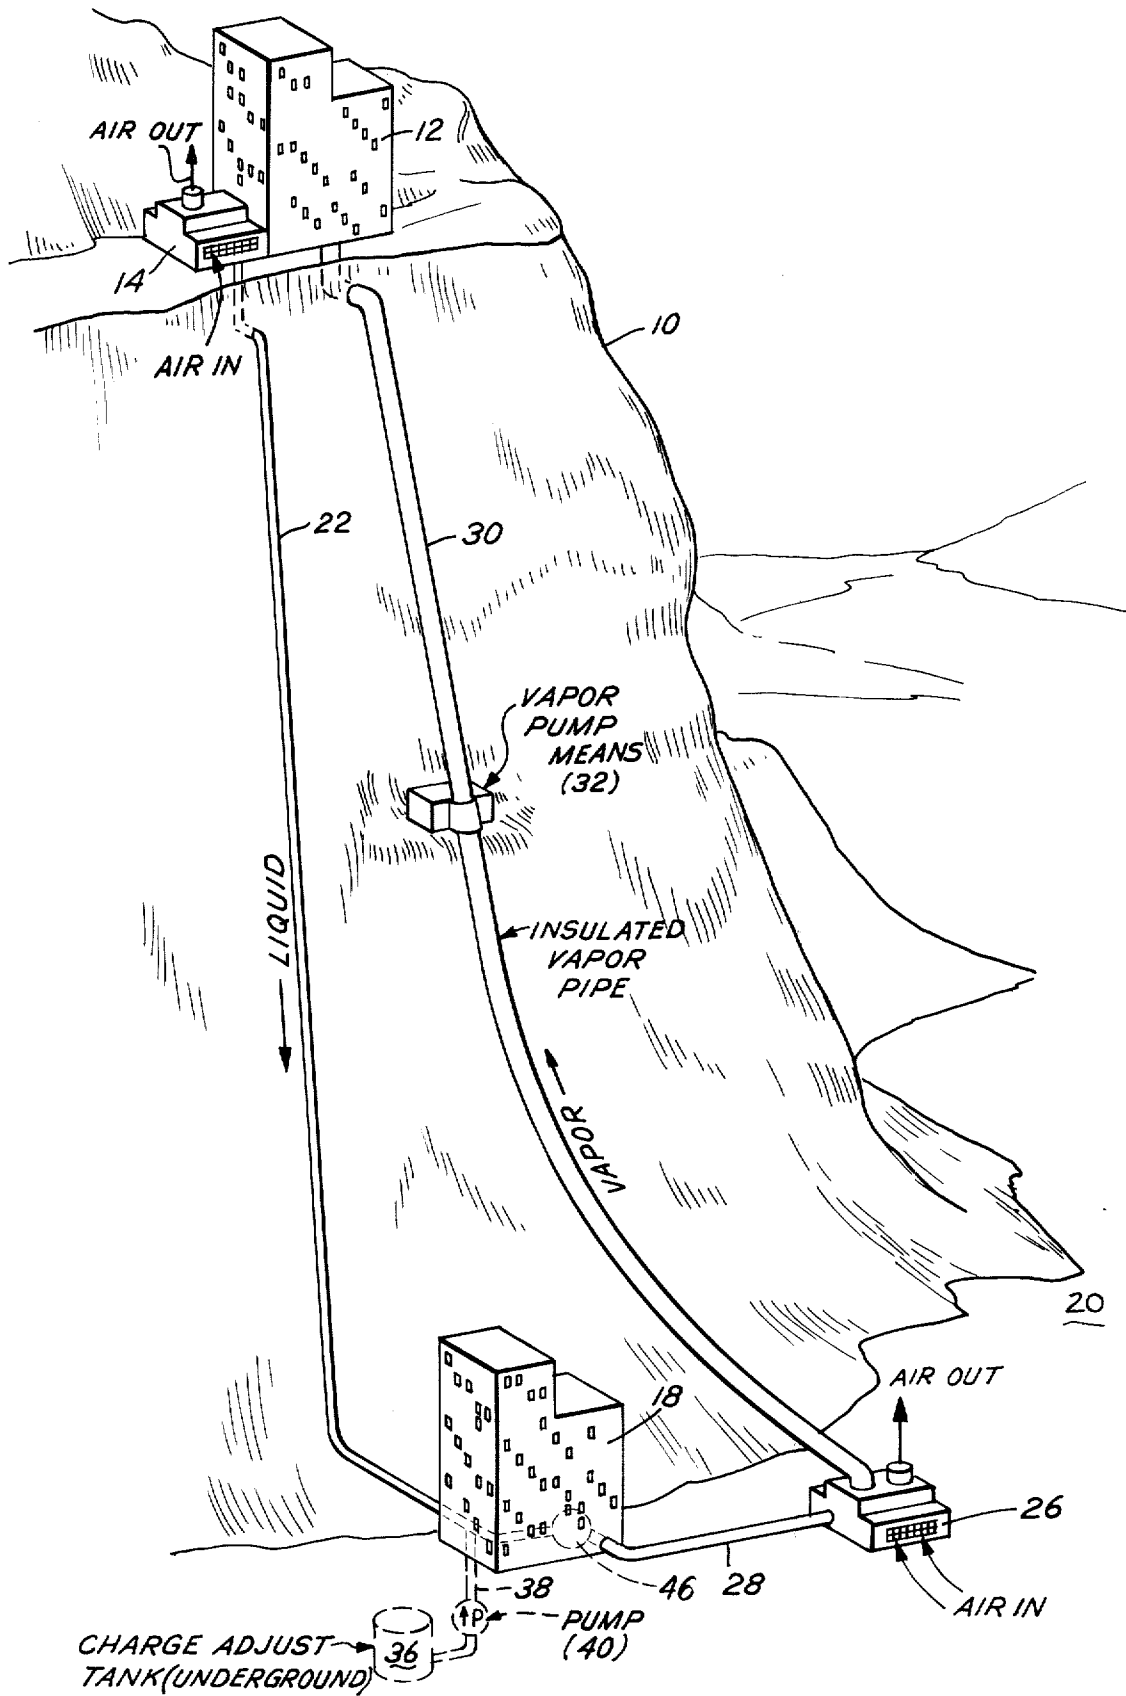 AIR OUT
12
14
AIR IN
10
22
30
VAPOR
PUMP
MEANS
(32)
LIQUID
INSULATED
VAPOR
PIPE
VAPOR
20
AIR OUT
18
26
46
28
AIR IN
38
P
PUMP
(40)
CHARGE ADJUST
TANK (UNDERGROUND)
36